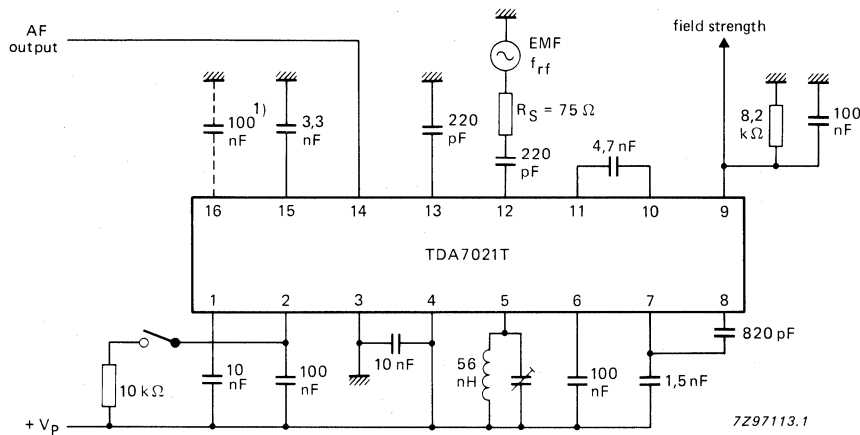 AF
output
EMF
f rf
field strength
100 1)
nF
3,3
nF
220
pF
R S = 75 Ω
220
pF
4,7 nF
8,2
kΩ
100
nF
16 15 14 13 12 11 10 9
TDA7021T
1 2 3 4 5 6 7 8
820 pF
10 kΩ
10
nF
100
nF
10 nF
56
nH
100
nF
1,5 nF
+ V P
7Z97113.1